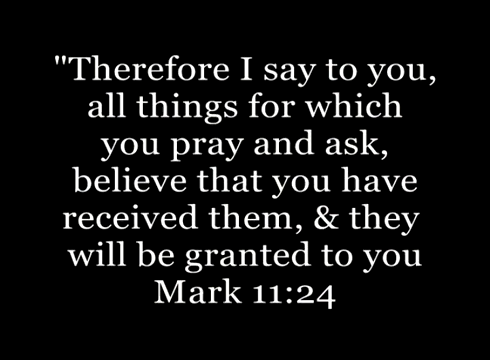 "Therefore I say to you,
all things for which
you pray and ask,
believe that you have
received them, & they
will be granted to you
Mark 11:24